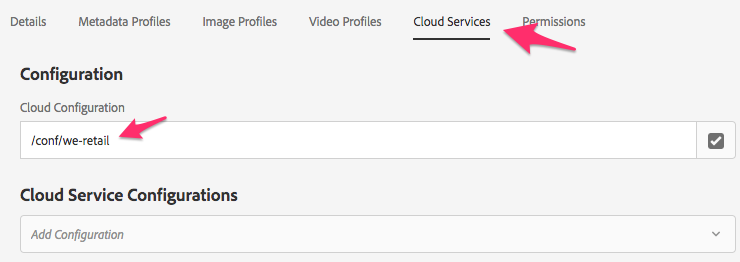 Details Metadata Profiles Image Profiles Video Profiles Cloud Services Permissions
Configuration
Cloud Configuration
/conf/we-retail
Cloud Service Configurations
Add Configuration